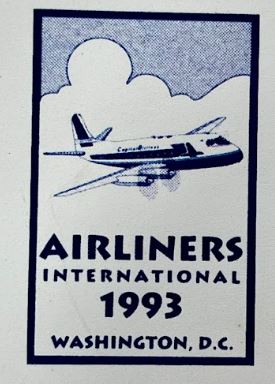 Capital Airlines
AIRLINERS
INTERNATIONAL
1993
WASHINGTON, D.C.